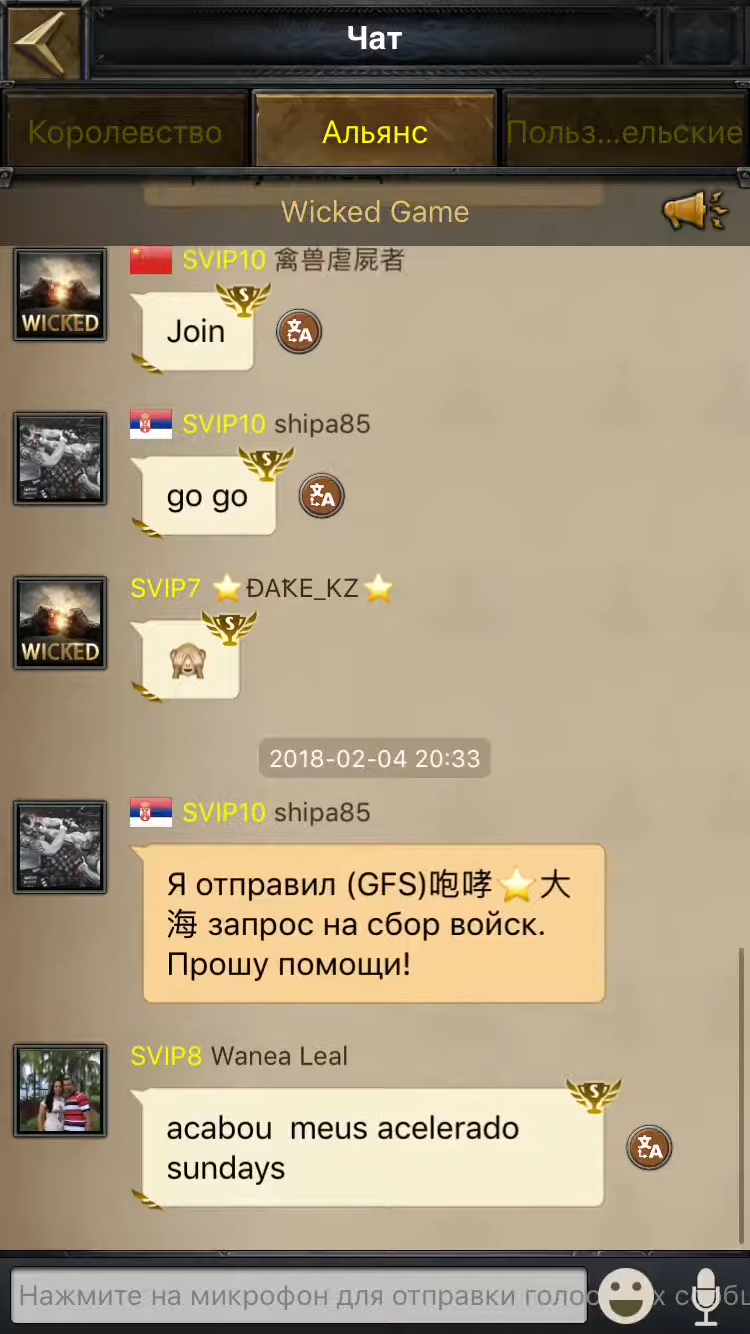 Чат
Королевство
Альянс
Польз...ельские
Wicked Game
SVIP10 禽兽虐屍者
WICKED
Join
SVIP10 shipa85
go go
SVIP7 ⭐ĐAҜE_KZ⭐
WICKED
2018-02-04 20:33
SVIP10 shipa85
Я отправил (GFS)咆哮⭐大
海 запрос на сбор войск.
Прошу помощи!
SVIP8 Wanea Leal
acabou  meus acelerado
sundays
Нажмите на микрофон для отправки